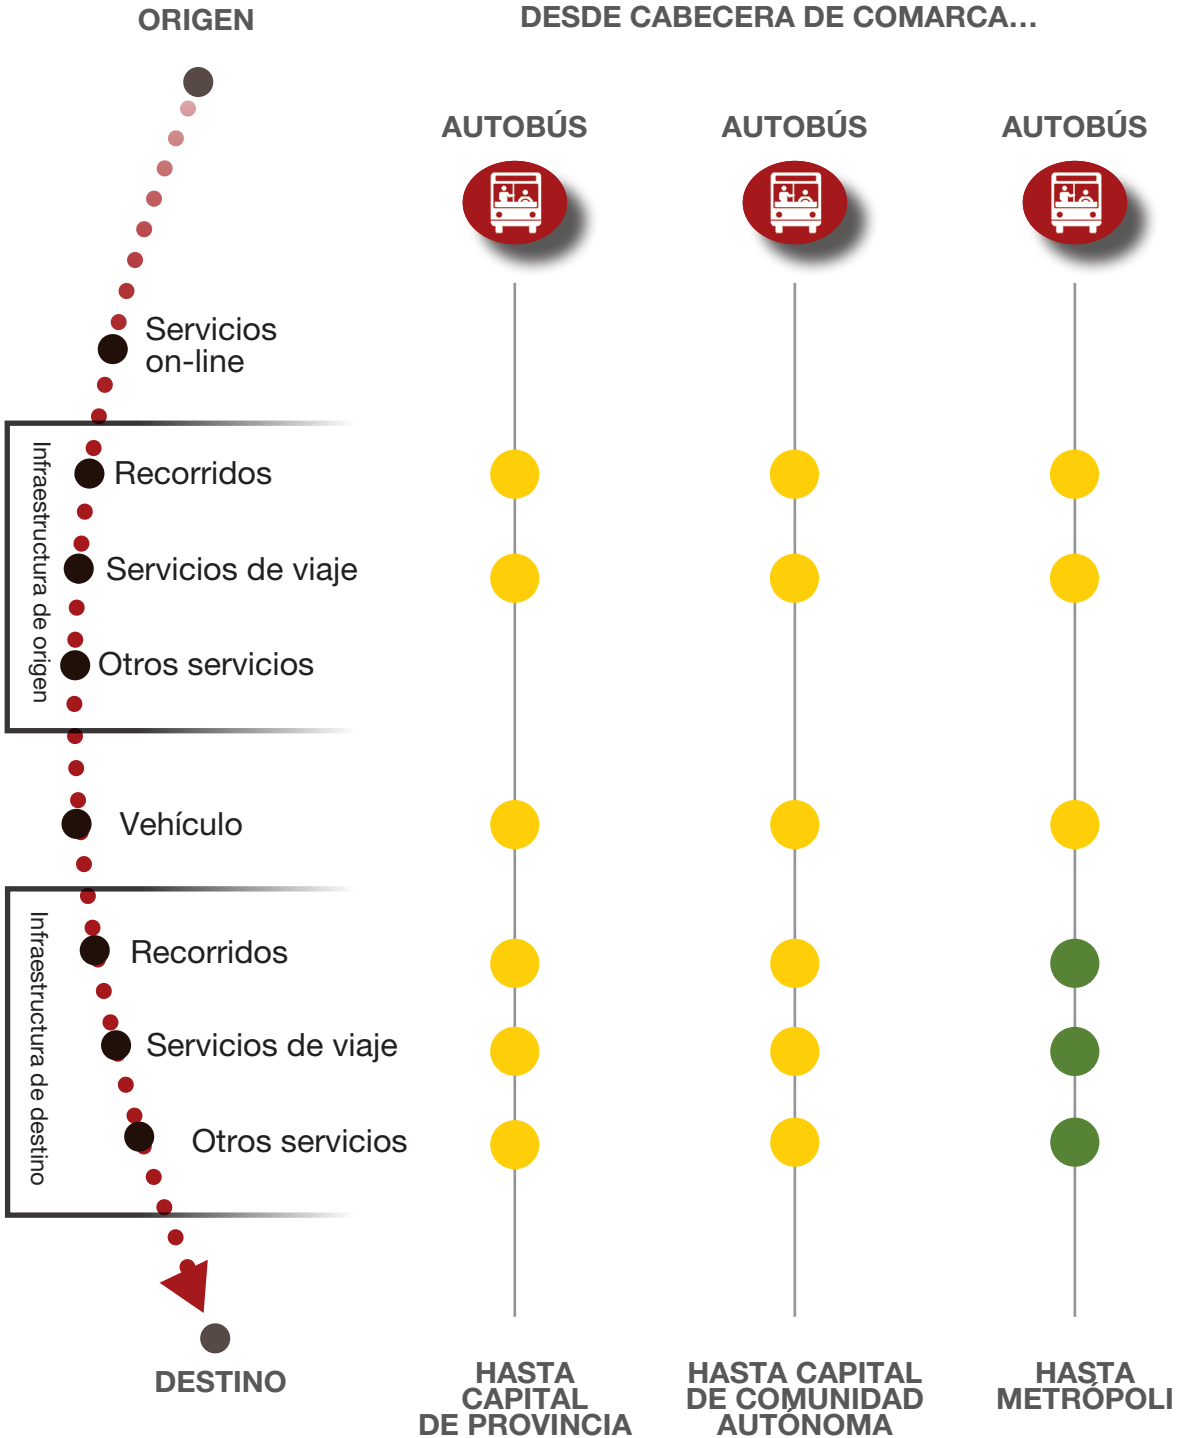 ORIGEN
DESDE CABECERA DE COMARCA…
AUTOBÚS
AUTOBÚS
AUTOBÚS
Servicios
on-line
Infraestructura de origen
Recorridos
Servicios de viaje
Otros servicios
Vehículo
Infraestructura de destino
Recorridos
Servicios de viaje
Otros servicios
DESTINO
HASTA
CAPITAL
DE PROVINCIA
HASTA CAPITAL
DE COMUNIDAD
AUTÓNOMA
HASTA
METRÓPOLI